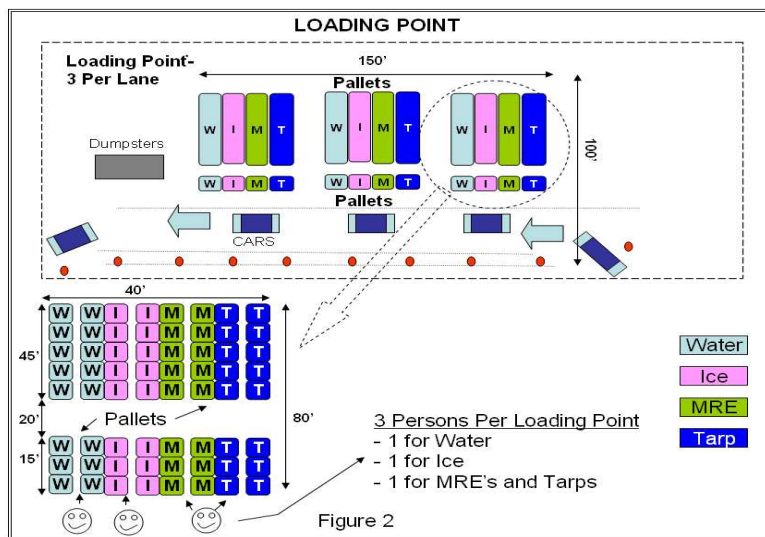 LOADING POINT
Loading Point-
3 Per Lane
150'
Pallets
W I M T W I M T W I M T
100'
Dumpsters
W I M T W I M T W I M T
Pallets
CARS
40'
W W I I M M T T
W W I I M M T T
W W I I M M T T
W W I I M M T T
W W I I M M T T
45'
20'
Pallets
80'
15'
W W I I M M T T
W W I I M M T T
W W I I M M T T
Water
Ice
MRE
Tarp
3 Persons Per Loading Point
- 1 for Water
- 1 for Ice
- 1 for MRE's and Tarps
Figure 2